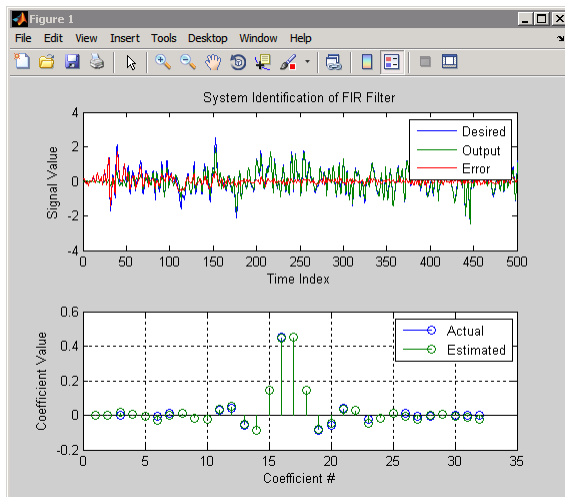 Figure 1
File Edit View Insert Tools Desktop Window Help
System Identification of FIR Filter
4
2
0
-2
-4
Signal Value
Desired
Output
Error
0 50 100 150 200 250 300 350 400 450 500
Time Index
0.6
0.4
0.2
0
-0.2
Coefficient Value
Actual
Estimated
0 5 10 15 20 25 30 35
Coefficient #